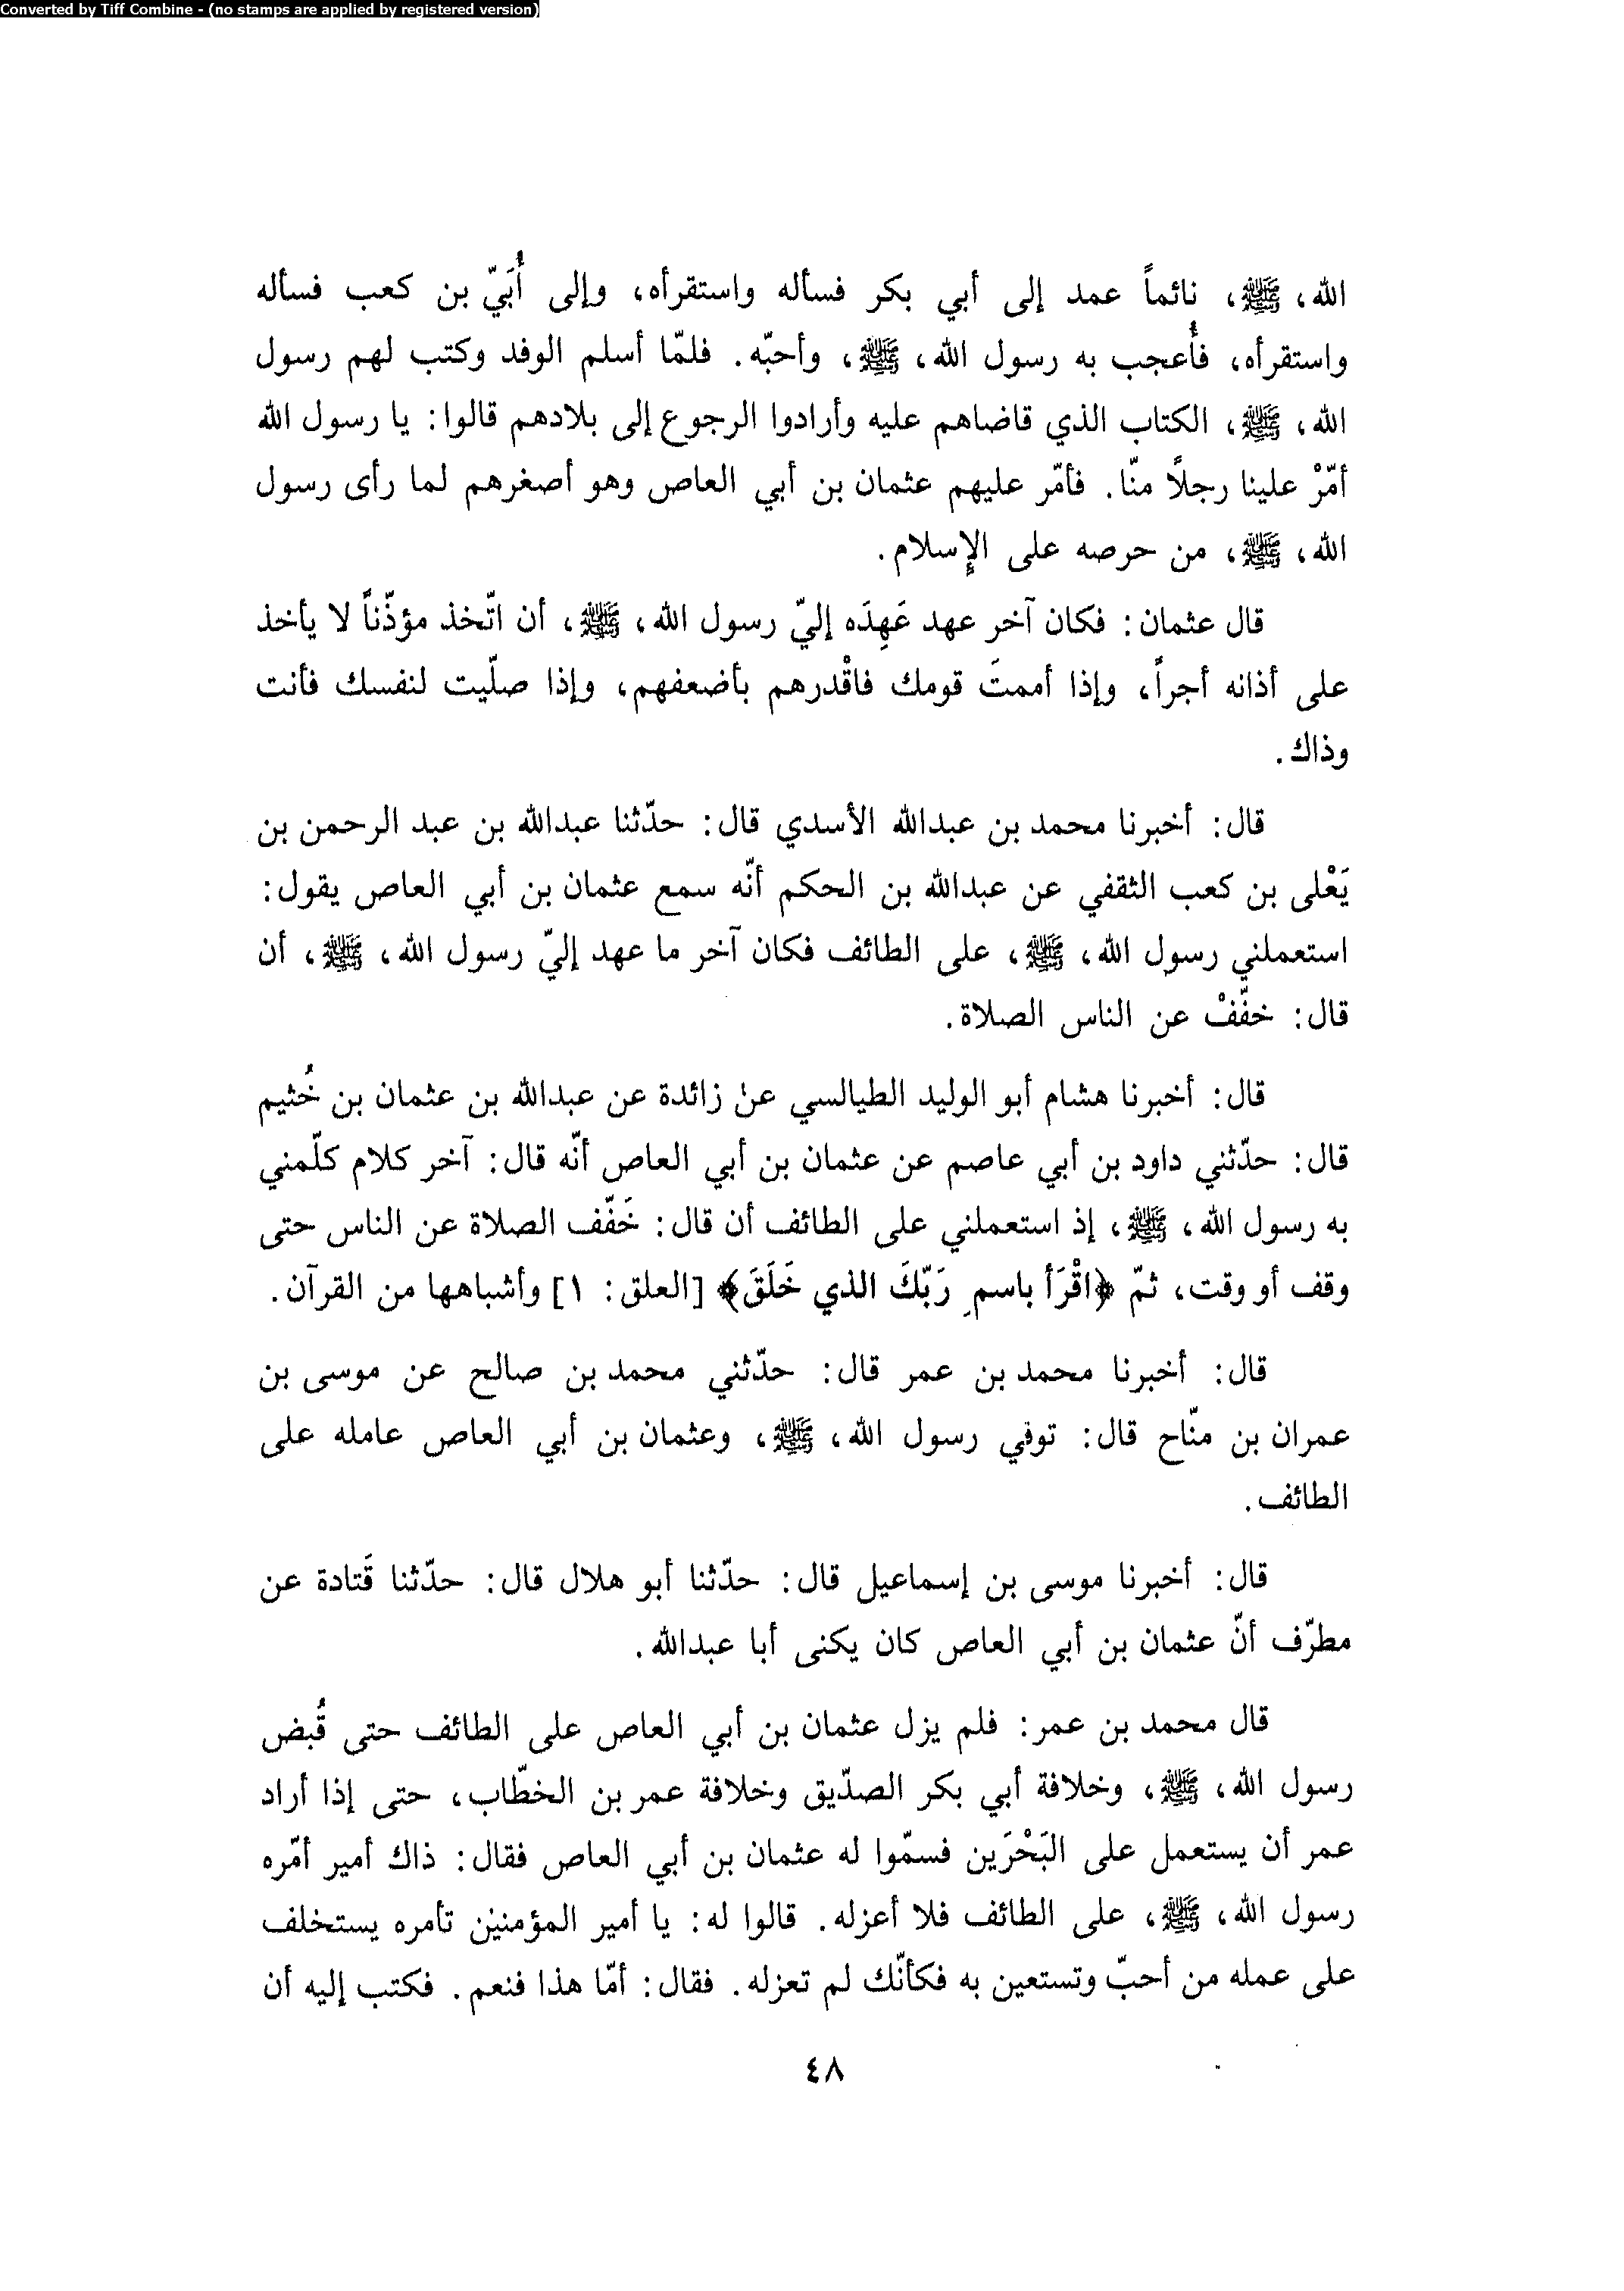 Converted by Tiff Combine - (no stamps are applied by registered version)
الله، ﷺ، نائماً عمد إلى أبي بكر فسأله واستقرأه، وإلى أُبَيّ بن كعب فسأله
واستقرأه، فأُعجب به رسول الله، ﷺ، وأحبّه. فلمّا أسلم الوفد وكتب لهم رسول
الله، ﷺ، الكتاب الذي قاضاهم عليه وأرادوا الرجوع إلى بلادهم قالوا: يا رسول الله
أمّرْ علينا رجلاً منّا. فأمّر عليهم عثمان بن أبي العاص وهو أصغرهم لما رأى رسول
الله، ﷺ، من حرصه على الإسلام.
قال عثمان: فكان آخر عهد عَهِدَه إليّ رسول الله، ﷺ، أن اتّخذ مؤذّناً لا يأخذ
على أذانه أجراً، وإذا أممتَ قومك فاقْدرهم بأضعفهم، وإذا صلّيت لنفسك فأنت
وذاك.
قال: أخبرنا محمد بن عبدالله الأسدي قال: حدّثنا عبدالله بن عبد الرحمن بن
يَعْلى بن كعب الثقفي عن عبدالله بن الحكم أنّه سمع عثمان بن أبي العاص يقول:
استعملني رسول الله، ﷺ، على الطائف فكان آخر ما عهد إليّ رسول الله، ﷺ، أن
قال: خفّفْ عن الناس الصلاة.
قال: أخبرنا هشام أبو الوليد الطيالسي عن زائدة عن عبدالله بن عثمان بن خُثيم
قال: حدّثني داود بن أبي عاصم عن عثمان بن أبي العاص أنّه قال: آخر كلام كلّمني
به رسول الله، ﷺ، إذ استعملني على الطائف أن قال: خَفّف الصلاة عن الناس حتى
وقف أو وقت، ثمّ ﴿اقْرَأ باسمِ رَبّكَ الذي خَلَقَ﴾ [العلق: ١] وأشباهها من القرآن.
قال: أخبرنا محمد بن عمر قال: حدّثني محمد بن صالح عن موسى بن
عمران بن منّاح قال: توفي رسول الله، ﷺ، وعثمان بن أبي العاص عامله على
الطائف.
قال: أخبرنا موسى بن إسماعيل قال: حدّثنا أبو هلال قال: حدّثنا قَتادة عن
مطرّف أنّ عثمان بن أبي العاص كان يكنى أبا عبدالله.
قال محمد بن عمر: فلم يزل عثمان بن أبي العاص على الطائف حتى قُبض
رسول الله، ﷺ، وخلافة أبي بكر الصدّيق وخلافة عمر بن الخطّاب، حتى إذا أراد
عمر أن يستعمل على البَحْرَين فسمّوا له عثمان بن أبي العاص فقال: ذاك أمير أمّره
رسول الله، ﷺ، على الطائف فلا أعزله. قالوا له: يا أمير المؤمنين تأمره يستخلف
على عمله من أحبّ وتستعين به فكأنّك لم تعزله. فقال: أمّا هذا فنعم. فكتب إليه أن
٤٨